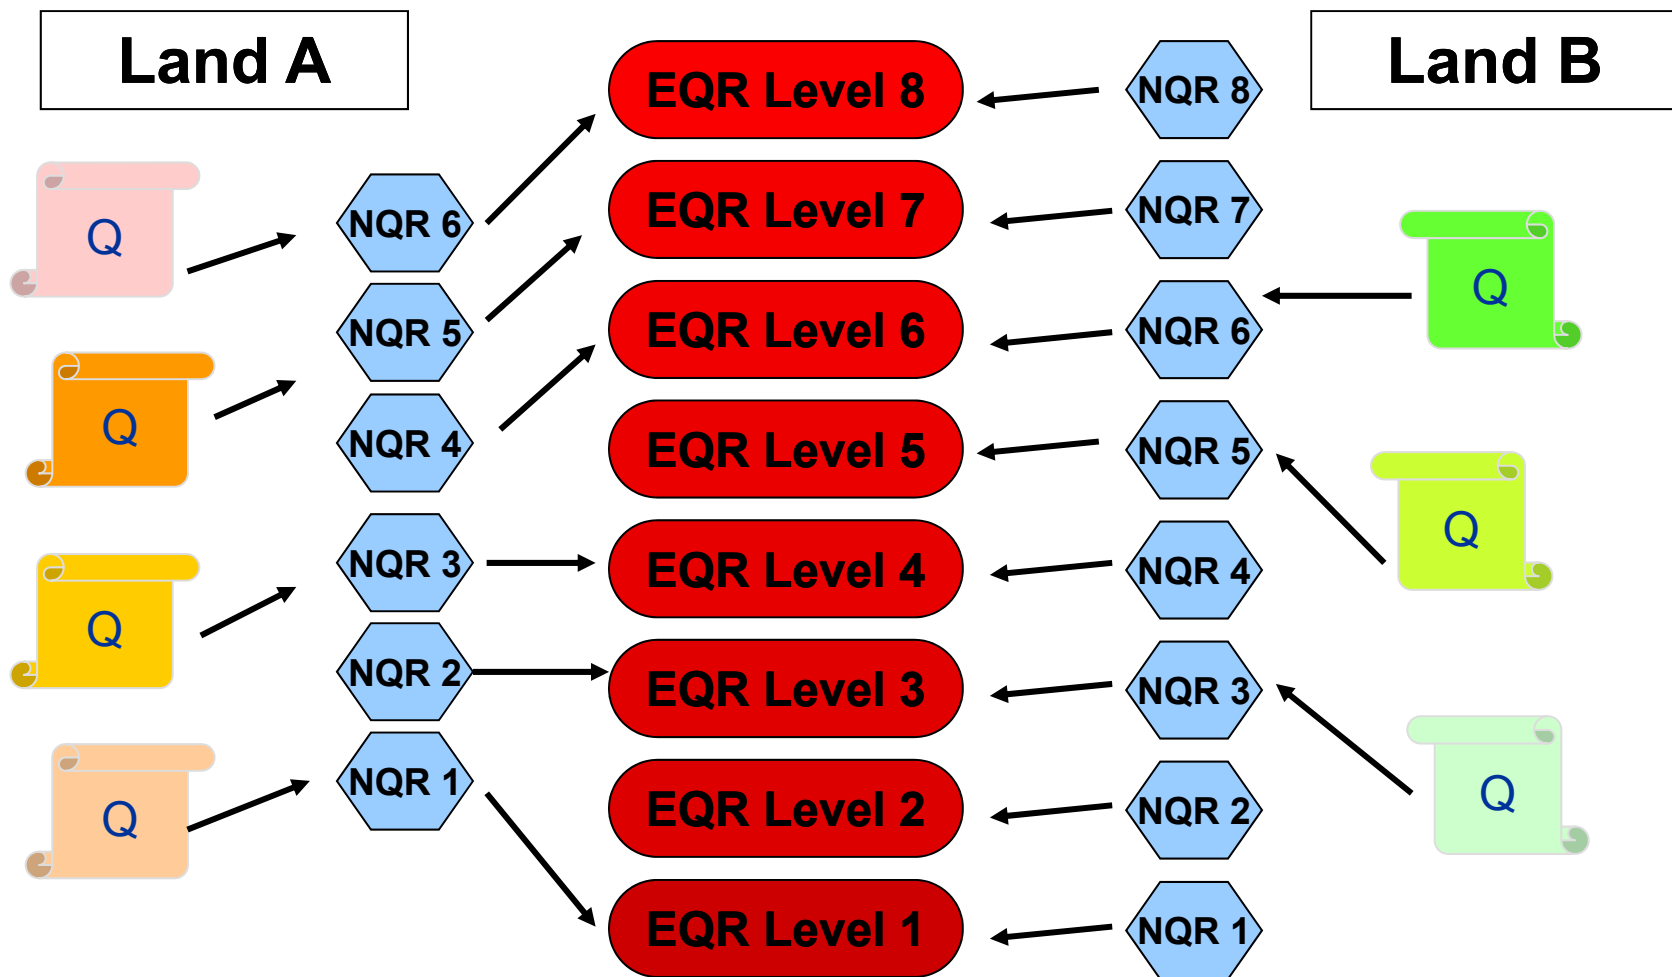 Land A
Land B
Q
Q
Q
Q
NQR 6
NQR 5
NQR 4
NQR 3
NQR 2
NQR 1
EQR Level 8
EQR Level 7
EQR Level 6
EQR Level 5
EQR Level 4
EQR Level 3
EQR Level 2
EQR Level 1
NQR 8
NQR 7
NQR 6
NQR 5
NQR 4
NQR 3
NQR 2
NQR 1
Q
Q
Q